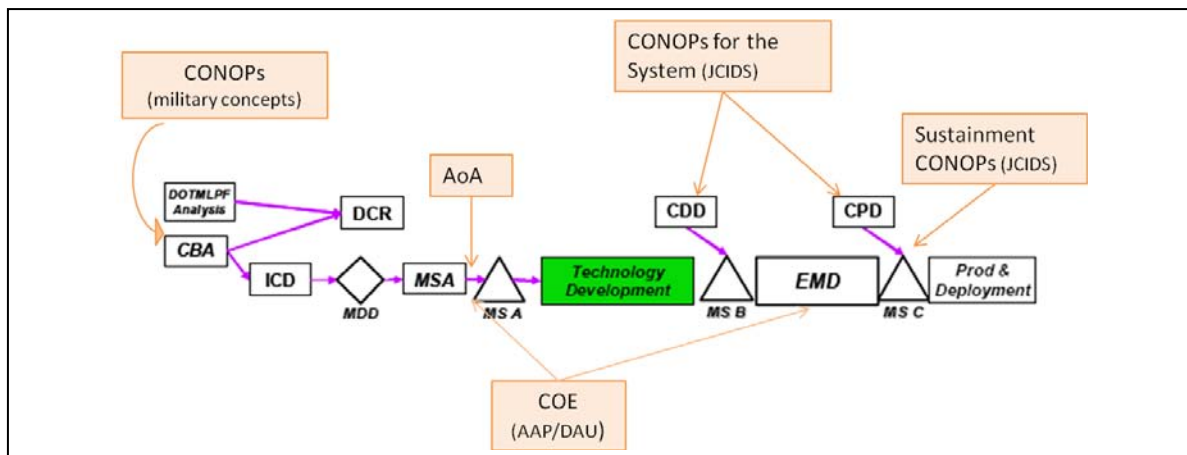 CONOPs
(military concepts)
CONOPs for the
System (JCIDS)
Sustainment
CONOPs (JCIDS)
AoA
DOTMLPF
Analysis
DCR
CDD
CPD
CBA
ICD
MDD
MSA
MS A
Technology
Development
MS B
EMD
MS C
Prod &
Deployment
COE
(AAP/DAU)